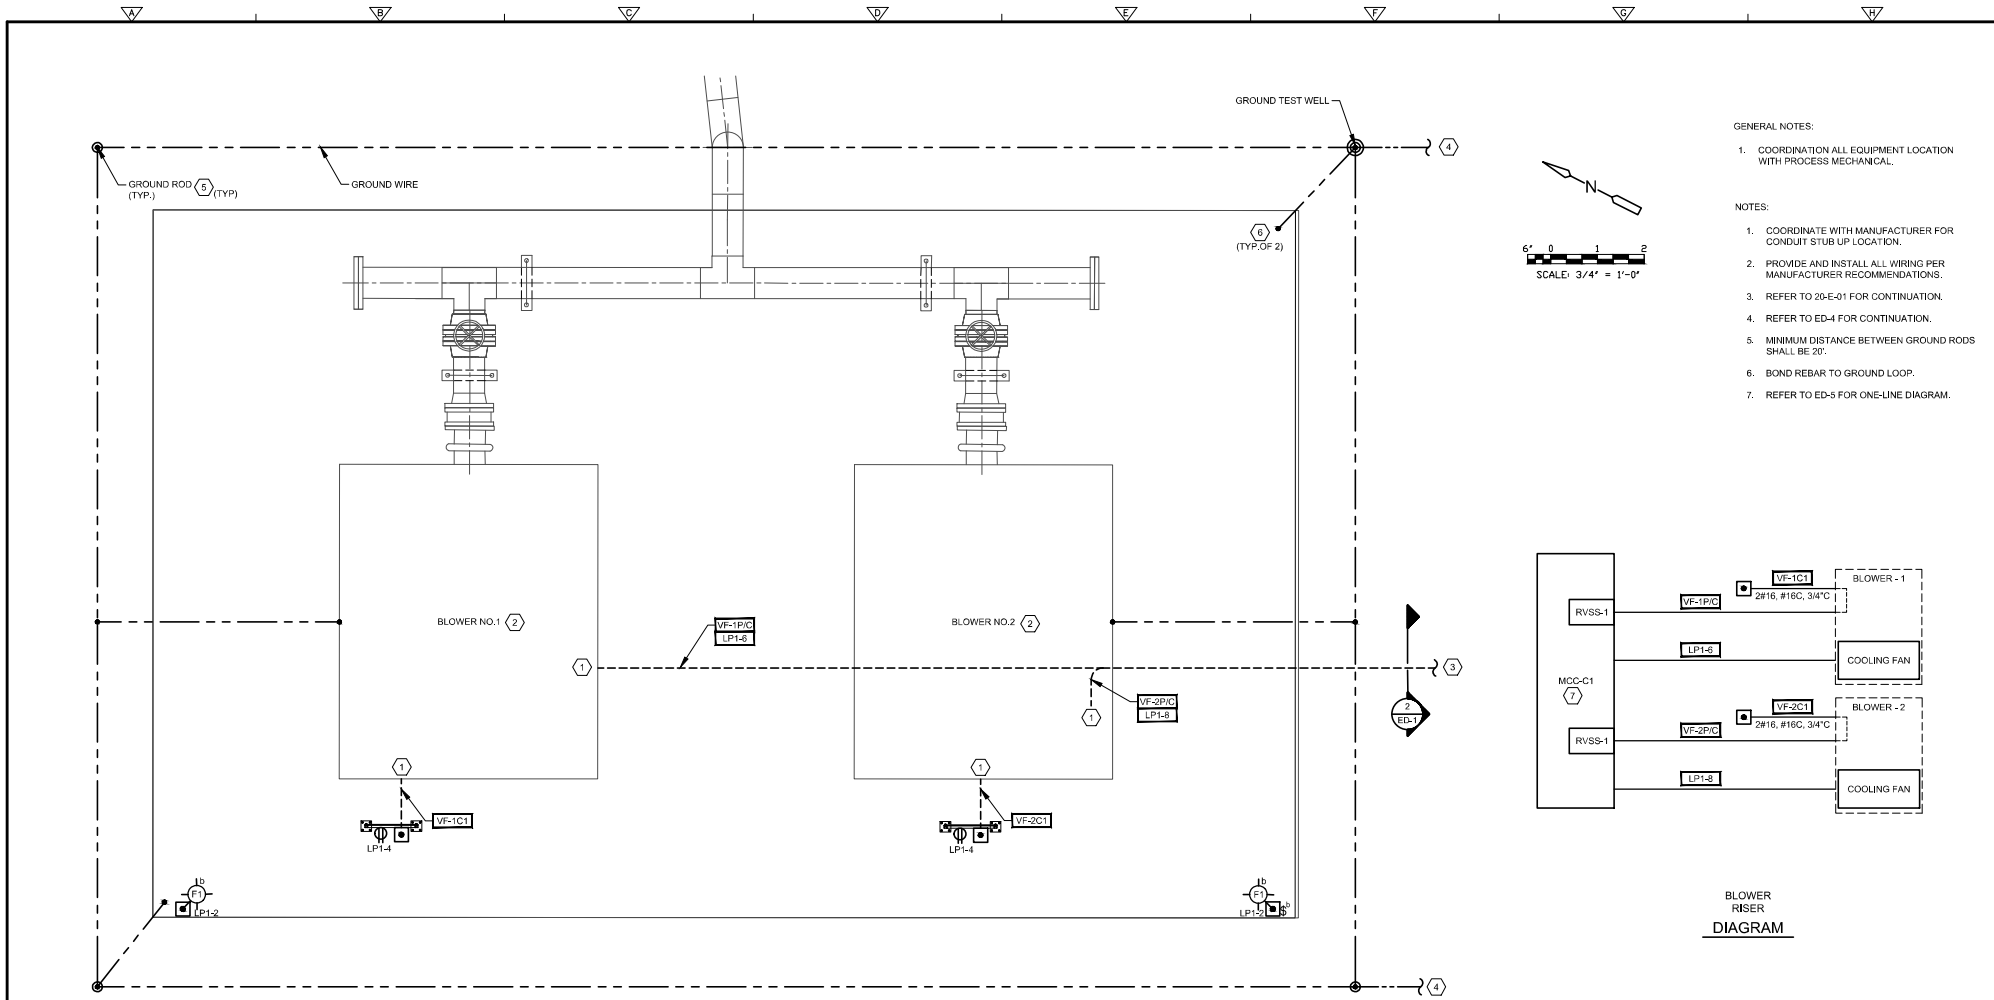 A
B
C
D
E
F
G
H
GROUND TEST WELL
4
GROUND ROD
(TYP.)
5
(TYP)
GROUND WIRE
6
(TYP.OF 2)
N
6" 0 1 2
SCALE: 3/4" = 1'-0"
GENERAL NOTES:
1. COORDINATION ALL EQUIPMENT LOCATION
WITH PROCESS MECHANICAL.
NOTES:
1. COORDINATE WITH MANUFACTURER FOR
CONDUIT STUB UP LOCATION.
2. PROVIDE AND INSTALL ALL WIRING PER
MANUFACTURER RECOMMENDATIONS.
3. REFER TO 20-E-01 FOR CONTINUATION.
4. REFER TO ED-4 FOR CONTINUATION.
5. MINIMUM DISTANCE BETWEEN GROUND RODS
SHALL BE 20'.
6. BOND REBAR TO GROUND LOOP.
7. REFER TO ED-5 FOR ONE-LINE DIAGRAM.
BLOWER NO.1
2
BLOWER NO.2
2
VF-1P/C
LP1-6
1
3
VF-2P/C
LP1-8
1
2
ED-1
1
VF-1C1
LP1-4
1
VF-2C1
LP1-4
b
F1
LP1-2
b
F1
LP1-2
$b
MCC-C1
7
RVSS-1
VF-1P/C
VF-1C1
2#16, #16C, 3/4"C
BLOWER - 1
LP1-6
COOLING FAN
RVSS-1
VF-2P/C
VF-2C1
2#16, #16C, 3/4"C
BLOWER - 2
LP1-8
COOLING FAN
BLOWER
RISER
DIAGRAM
4